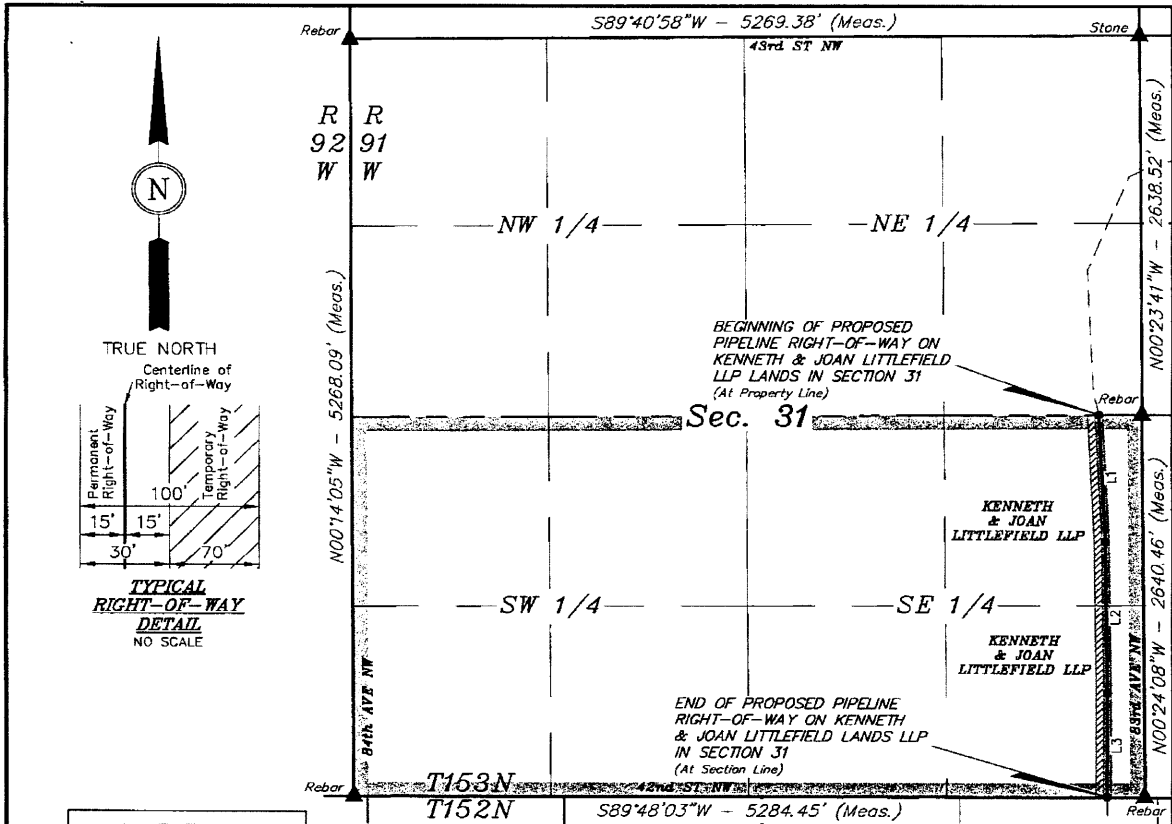 S89°40'58"W - 5269.38' (Meas.)
Rebar
Stone
43rd ST NW
R R
92 91
W W
N
TRUE NORTH
Centerline of
Right-of-Way
Permanent
Right-of-Way
Temporary
Right-of-Way
100'
15' 15'
30' 70'
TYPICAL
RIGHT-OF-WAY
DETAIL
NO SCALE
N00°14'05"W - 5268.09' (Meas.)
NW 1/4
NE 1/4
N00°23'41"W - 2638.52' (Meas.)
BEGINNING OF PROPOSED
PIPELINE RIGHT-OF-WAY ON
KENNETH & JOAN LITTLEFIELD
LLP LANDS IN SECTION 31
(At Property Line)
Rebar
Sec. 31
L1
KENNETH
& JOAN
LITTLEFIELD LLP
SW 1/4
SE 1/4
L2
KENNETH
& JOAN
LITTLEFIELD LLP
N00°24'08"W - 2640.46' (Meas.)
84th AVE NW
83rd AVE NW
END OF PROPOSED PIPELINE
RIGHT-OF-WAY ON KENNETH
& JOAN LITTLEFIELD LANDS LLP
IN SECTION 31
(At Section Line)
L3
Rebar
T153N
42nd ST NW
T152N
S89°48'03"W - 5284.45' (Meas.)
Rebar